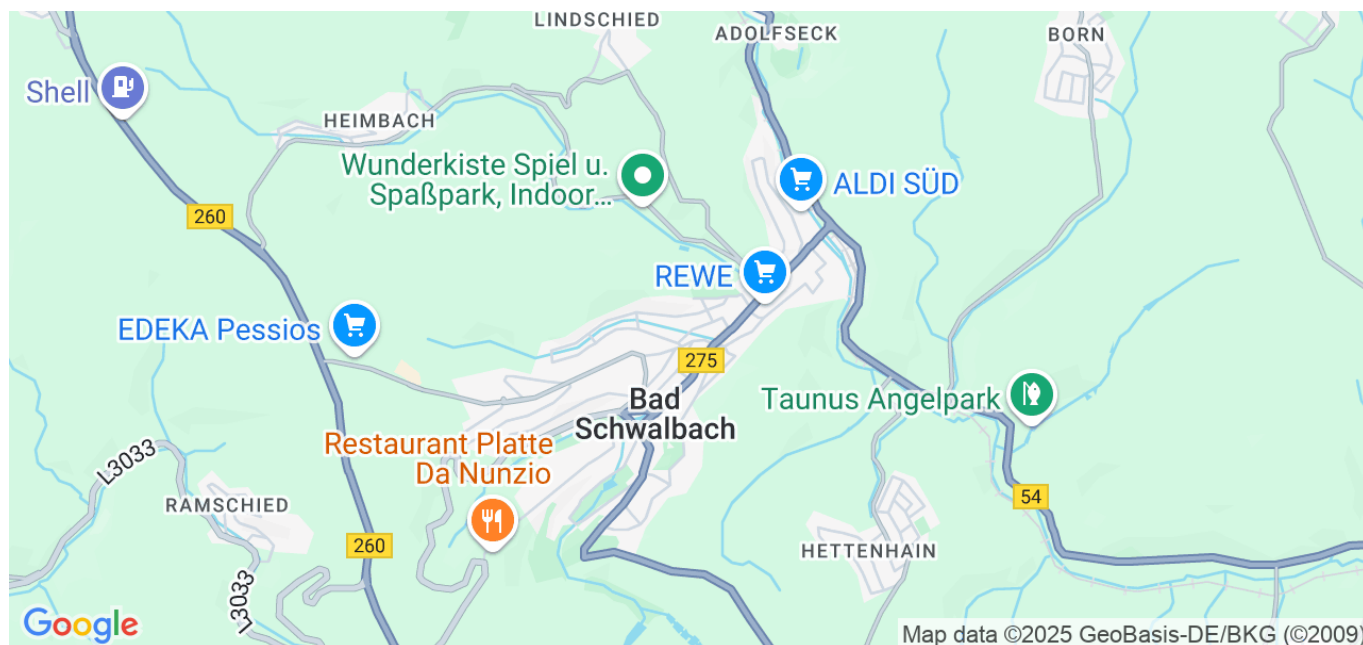 LINDSCHIED
ADOLFSECK
BORN
Shell
HEIMBACH
Wunderkiste Spiel u.
Spaßpark, Indoor...
ALDI SÜD
260
REWE
EDEKA Pessios
275
Bad
Schwalbach
Taunus Angelpark
Restaurant Platte
Da Nunzio
L3033
RAMSCHIED
54
260
HETTENHAIN
L3033
Google
Map data ©2025 GeoBasis-DE/BKG (©2009)